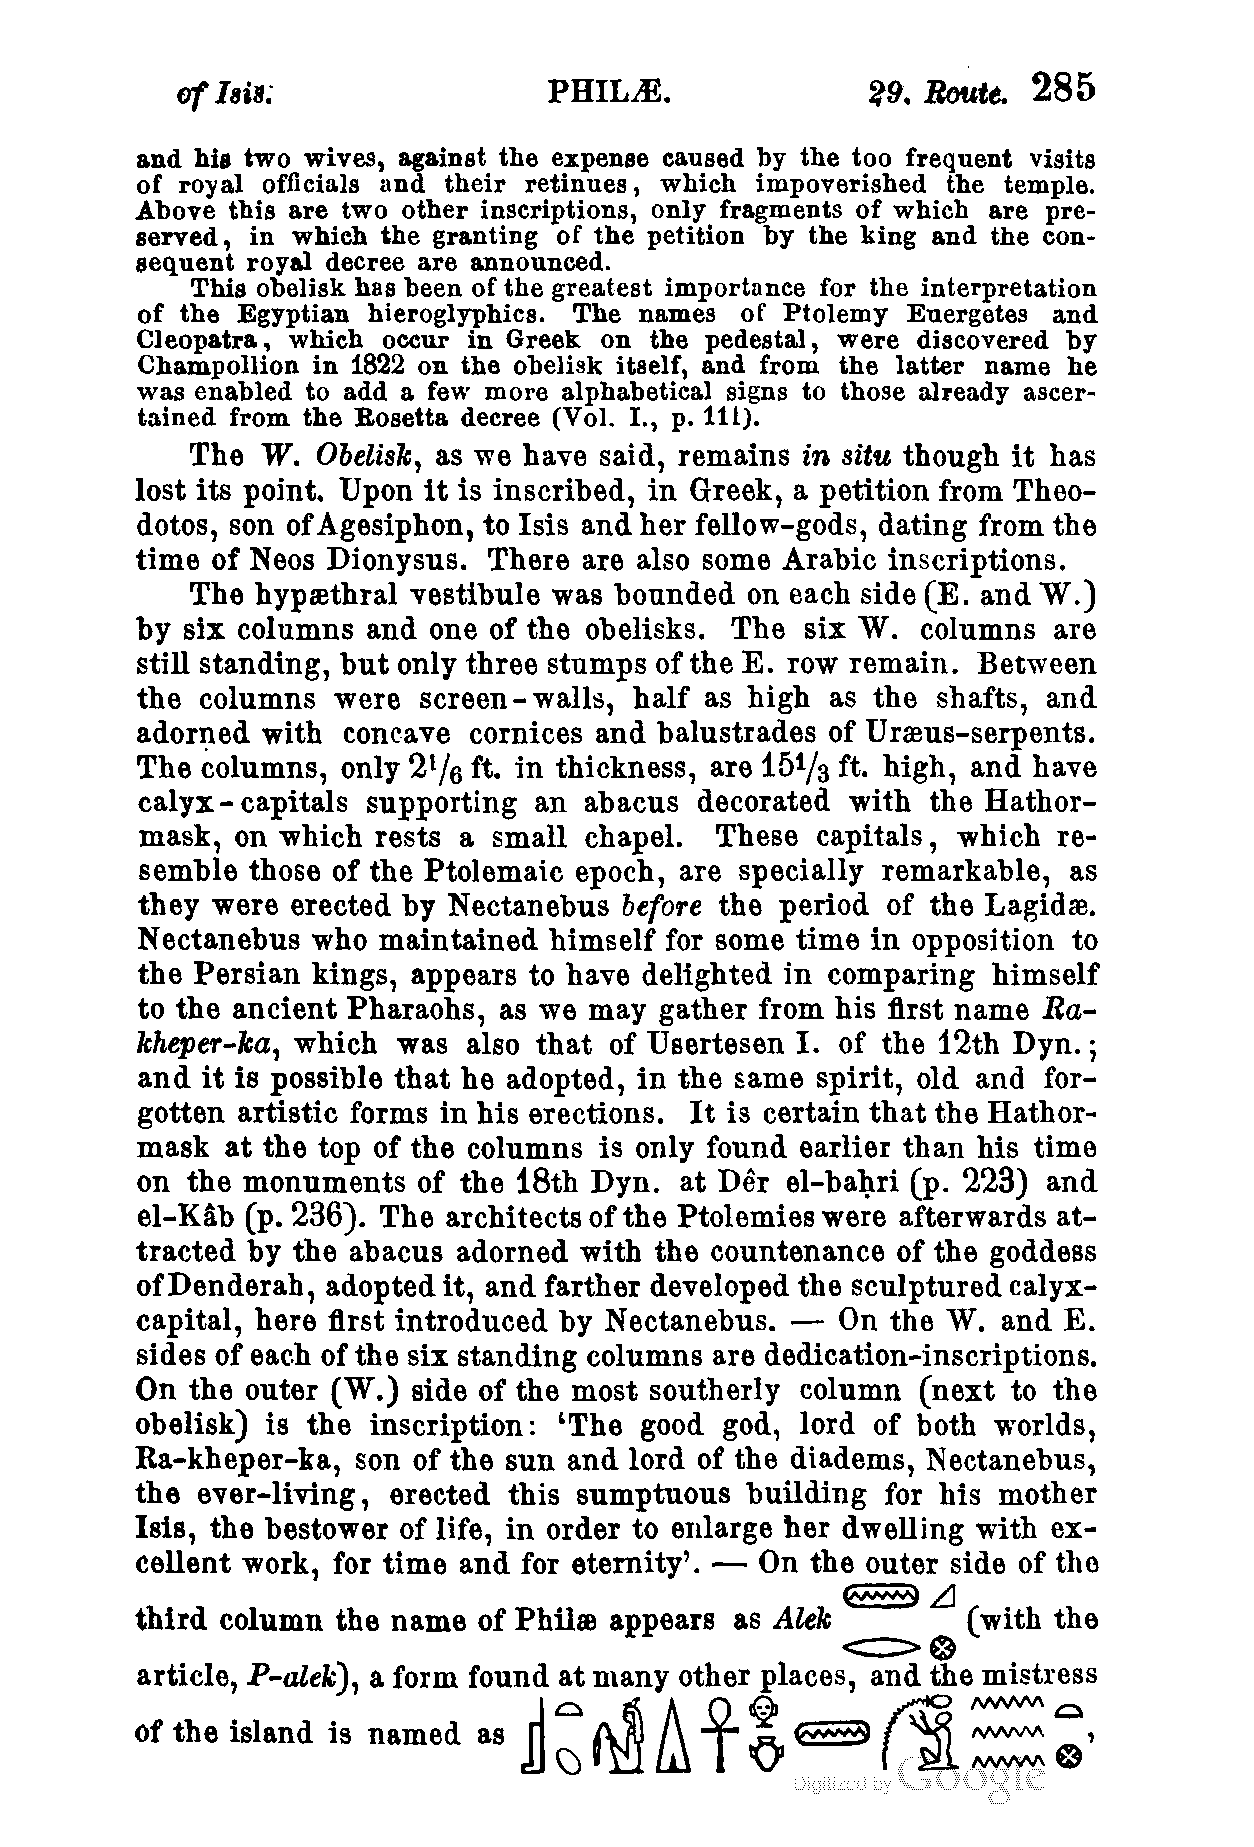 of Isis. PHILÆ. 29. Route. 285
and his two wives, against the expense caused by the too frequent visits
of royal officials and their retinues, which impoverished the temple.
Above this are two other inscriptions, only fragments of which are pre-
served, in which the granting of the petition by the king and the con-
sequent royal decree are announced.
This obelisk has been of the greatest importance for the interpretation
of the Egyptian hieroglyphics. The names of Ptolemy Euergetes and
Cleopatra, which occur in Greek on the pedestal, were discovered by
Champollion in 1822 on the obelisk itself, and from the latter name he
was enabled to add a few more alphabetical signs to those already ascer-
tained from the Rosetta decree (Vol. I., p. 111).
The W. Obelisk, as we have said, remains in situ though it has
lost its point. Upon it is inscribed, in Greek, a petition from Theo-
dotos, son of Agesiphon, to Isis and her fellow-gods, dating from the
time of Neos Dionysus. There are also some Arabic inscriptions.
The hypæthral vestibule was bounded on each side (E. and W.)
by six columns and one of the obelisks. The six W. columns are
still standing, but only three stumps of the E. row remain. Between
the columns were screen-walls, half as high as the shafts, and
adorned with concave cornices and balustrades of Uræus-serpents.
The columns, only 2 1/6 ft. in thickness, are 15 1/3 ft. high, and have
calyx-capitals supporting an abacus decorated with the Hathor-
mask, on which rests a small chapel. These capitals, which re-
semble those of the Ptolemaic epoch, are specially remarkable, as
they were erected by Nectanebus before the period of the Lagidæ.
Nectanebus who maintained himself for some time in opposition to
the Persian kings, appears to have delighted in comparing himself
to the ancient Pharaohs, as we may gather from his first name Ra-
kheper-ka, which was also that of Usertesen I. of the 12th Dyn.;
and it is possible that he adopted, in the same spirit, old and for-
gotten artistic forms in his erections. It is certain that the Hathor-
mask at the top of the columns is only found earlier than his time
on the monuments of the 18th Dyn. at Dêr el-baḥri (p. 223) and
el-Kâb (p. 236). The architects of the Ptolemies were afterwards at-
tracted by the abacus adorned with the countenance of the goddess
of Denderah, adopted it, and farther developed the sculptured calyx-
capital, here first introduced by Nectanebus. — On the W. and E.
sides of each of the six standing columns are dedication-inscriptions.
On the outer (W.) side of the most southerly column (next to the
obelisk) is the inscription: ‘The good god, lord of both worlds,
Ra-kheper-ka, son of the sun and lord of the diadems, Nectanebus,
the ever-living, erected this sumptuous building for his mother
Isis, the bestower of life, in order to enlarge her dwelling with ex-
cellent work, for time and for eternity’. — On the outer side of the
third column the name of Philæ appears as Alek (with the
article, P-alek), a form found at many other places, and the mistress
of the island is named as ,
Digitized by Google